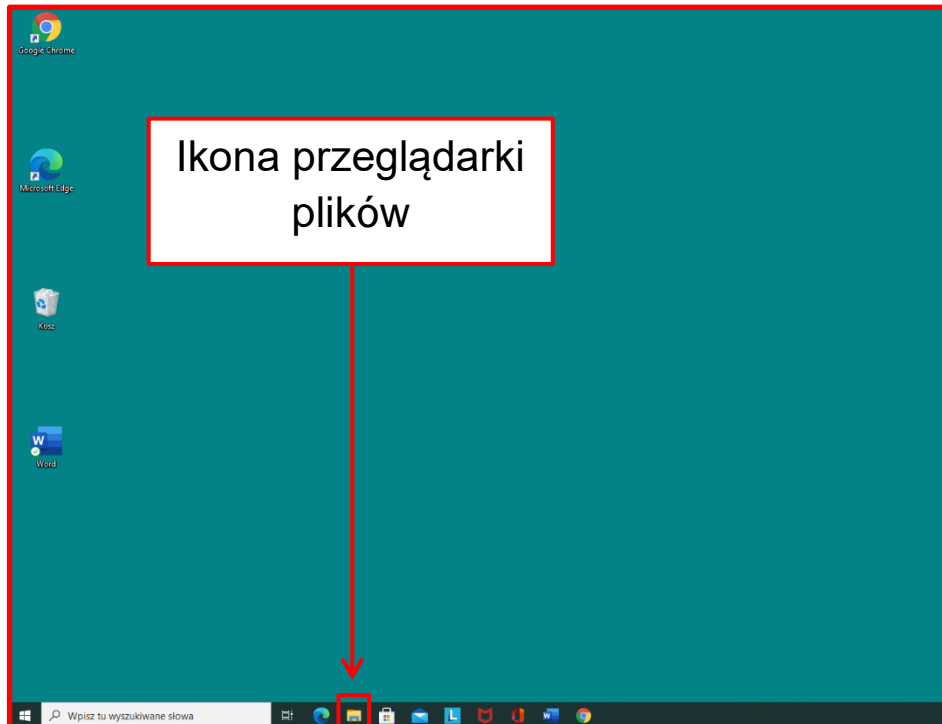 Google Chrome
Ikona przeglądarki
plików
Microsoft Edge
Kosz
W
Word
Wpisz tu wyszukiwane słowa
L
W